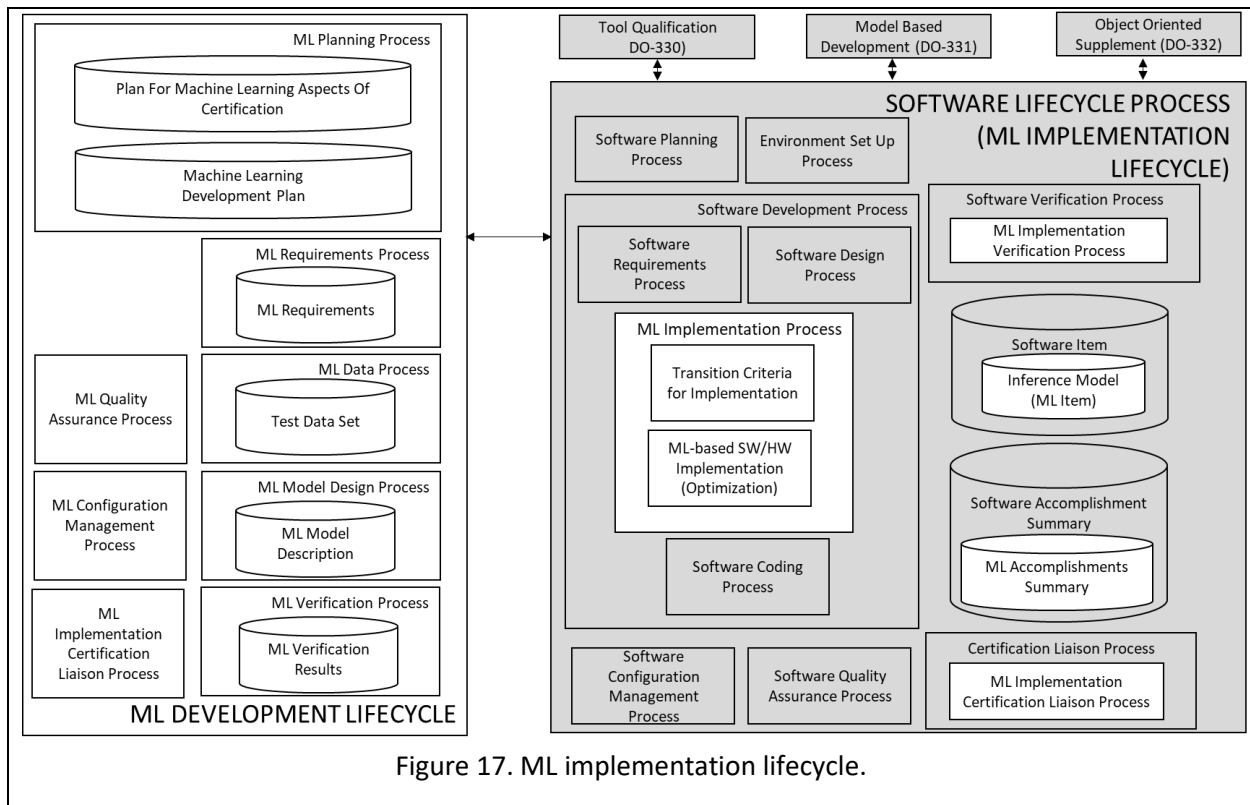 ML Planning Process
Plan For Machine Learning Aspects Of
Certification
Machine Learning
Development Plan
ML Requirements Process
ML Requirements
ML Quality
Assurance Process
ML Data Process
Test Data Set
ML Configuration
Management
Process
ML Model Design Process
ML Model
Description
ML
Implementation
Certification
Liaison Process
ML Verification Process
ML Verification
Results
ML DEVELOPMENT LIFECYCLE
Tool Qualification
DO-330
Model Based
Development (DO-331)
Object Oriented
Supplement (DO-332)
SOFTWARE LIFECYCLE PROCESS
(ML IMPLEMENTATION
LIFECYCLE)
Software Planning
Process
Environment Set Up
Process
Software Development Process
Software
Requirements
Process
Software Design
Process
ML Implementation Process
Transition Criteria
for Implementation
ML-based SW/HW
Implementation
(Optimization)
Software Coding
Process
Software Verification Process
ML Implementation
Verification Process
Software Item
Inference Model
(ML Item)
Software Accomplishment
Summary
ML Accomplishments
Summary
Software
Configuration
Management
Process
Software Quality
Assurance Process
Certification Liaison Process
ML Implementation
Certification Liaison Process
Figure 17. ML implementation lifecycle.